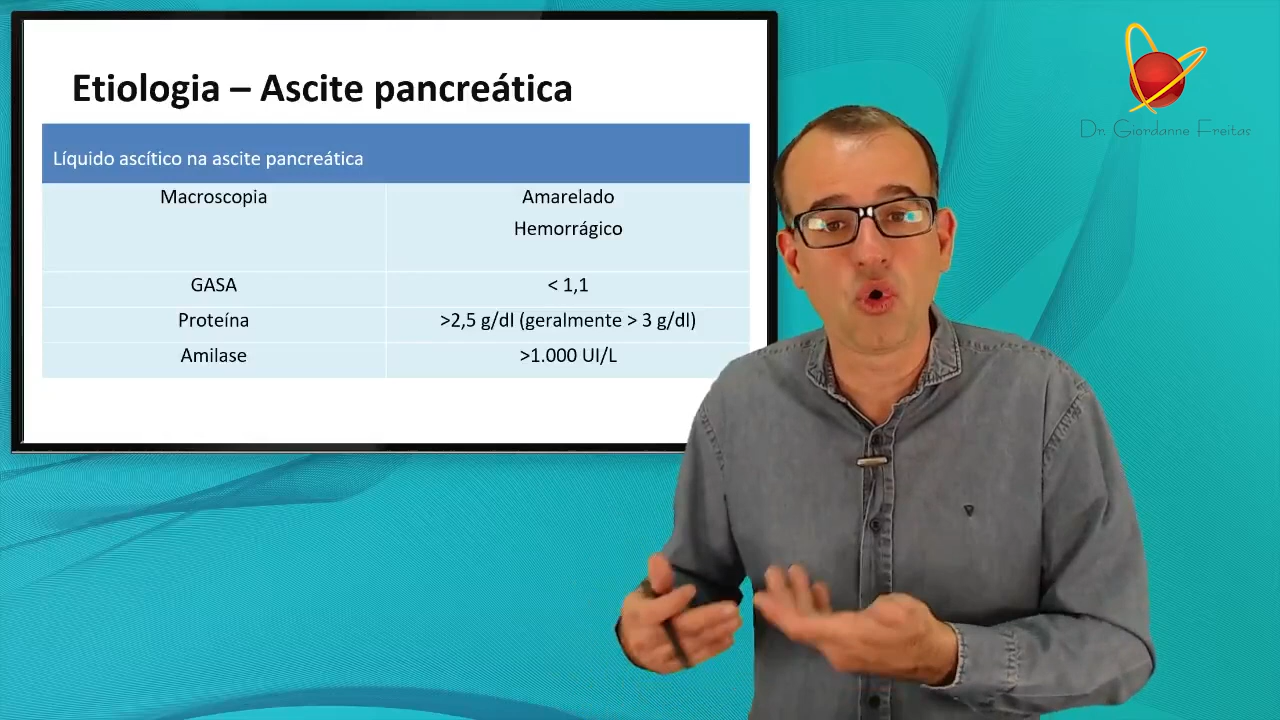 Etiologia – Ascite pancreática
Dr. Giordanne Freitas
Líquido ascítico na ascite pancreática
Macroscopia Amarelado
Hemorrágico
GASA < 1,1
Proteína >2,5 g/dl (geralmente > 3 g/dl)
Amilase >1.000 UI/L